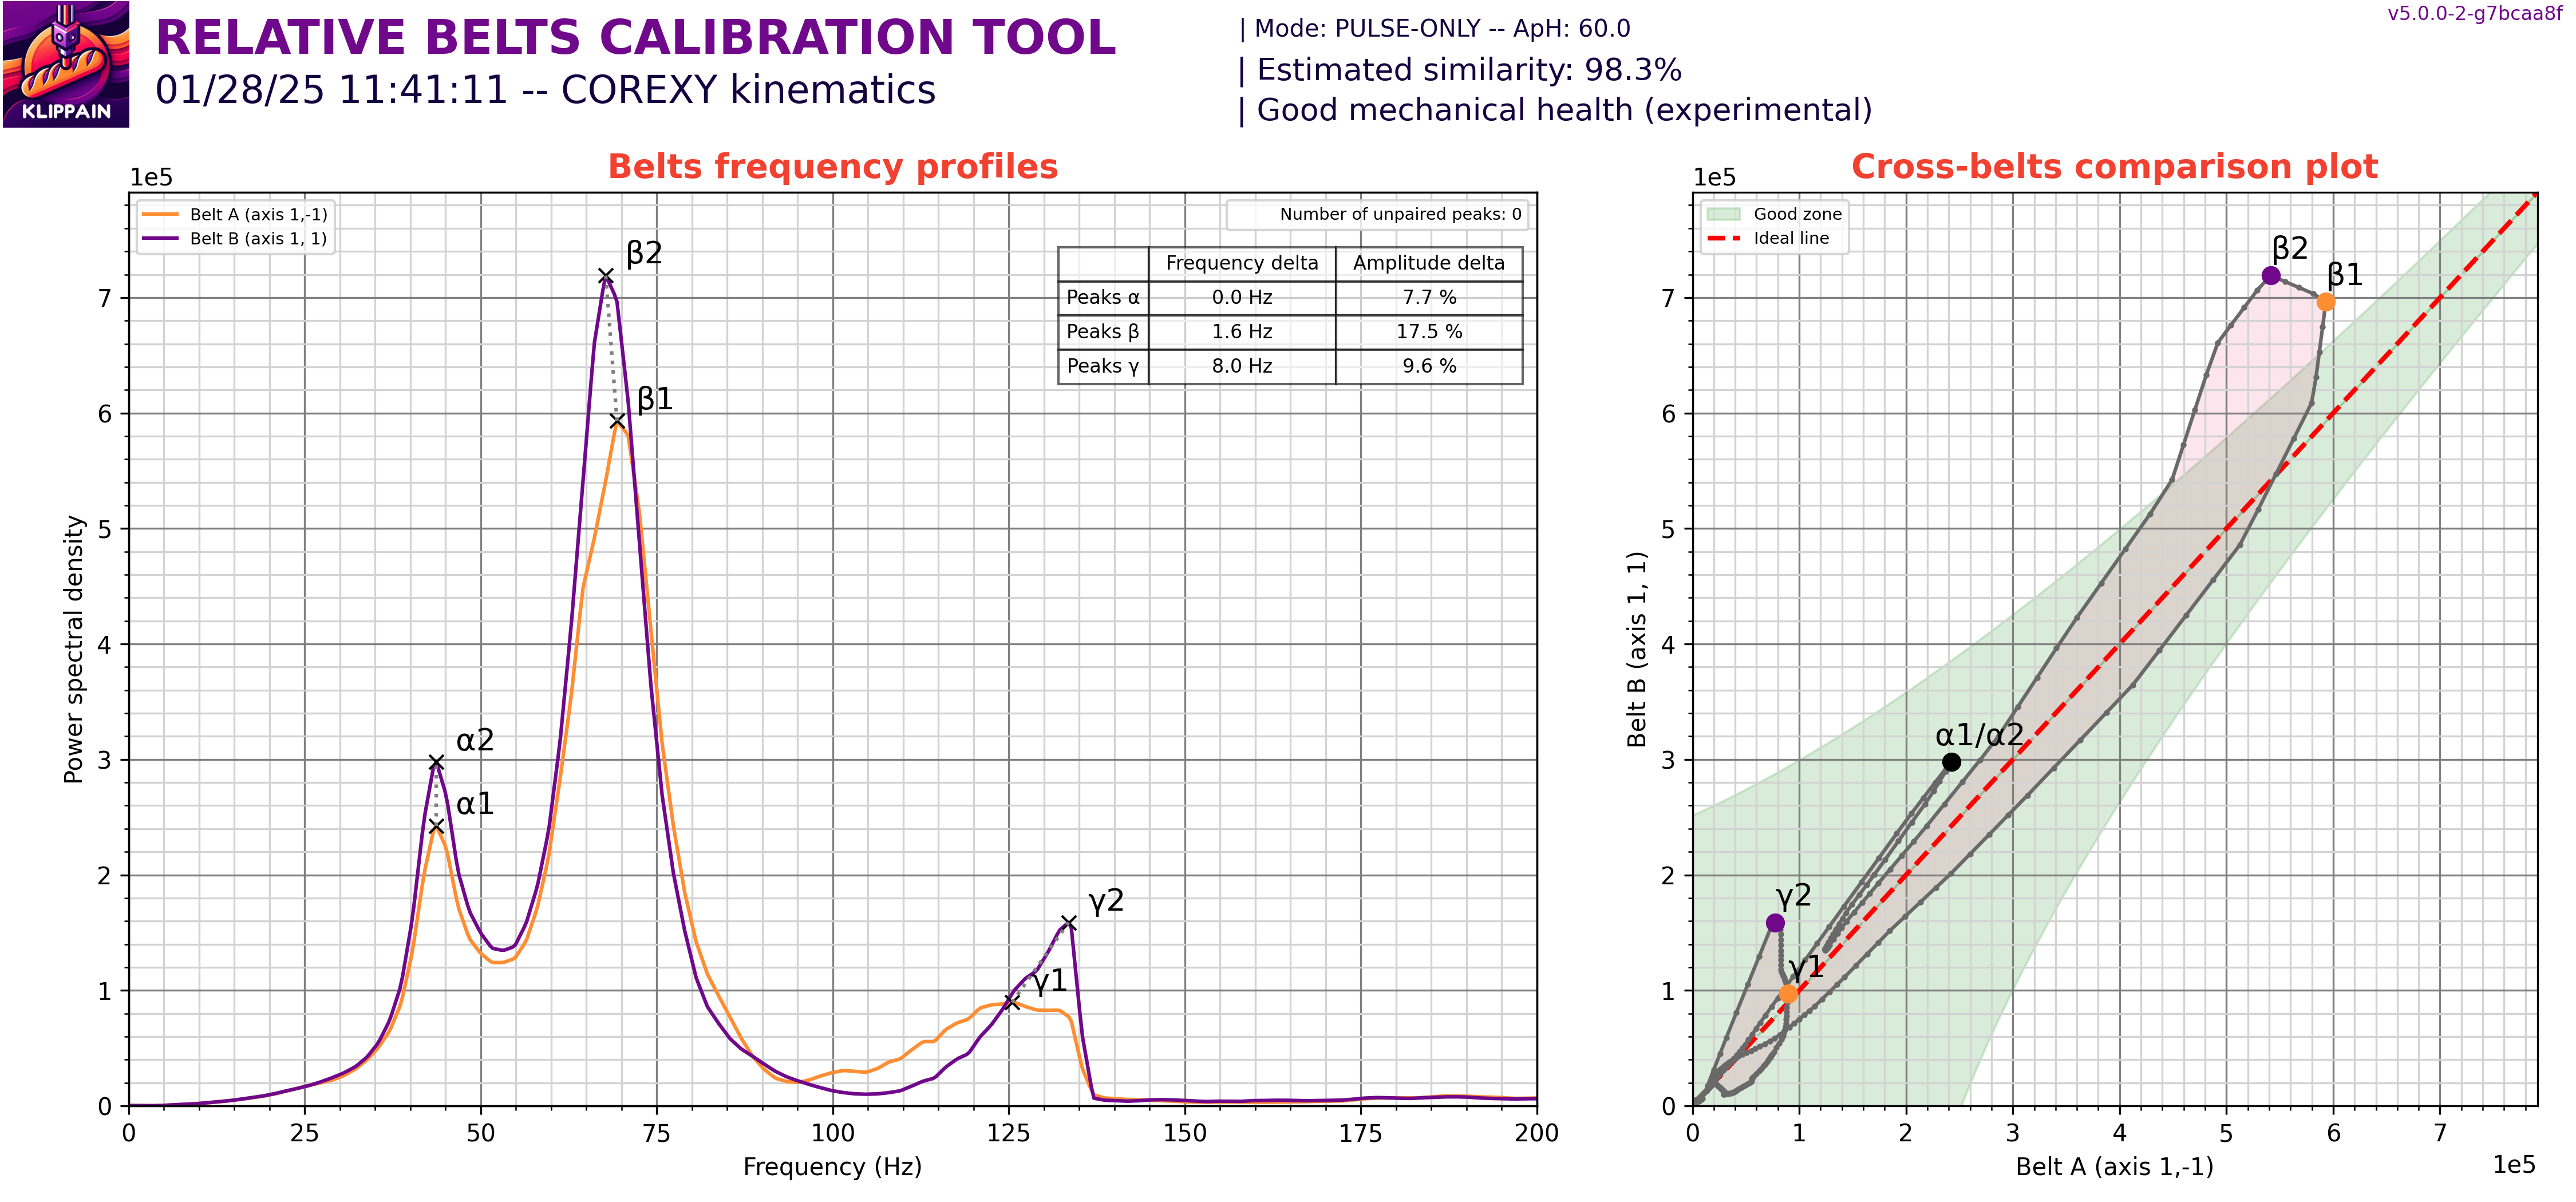 v5.0.0-2-g7bcaa8f
KLIPPAIN
RELATIVE BELTS CALIBRATION TOOL
01/28/25 11:41:11 -- COREXY kinematics
| Mode: PULSE-ONLY -- ApH: 60.0
| Estimated similarity: 98.3%
| Good mechanical health (experimental)
Belts frequency profiles
1e5
Belt A (axis 1,-1)
Belt B (axis 1, 1)
Number of unpaired peaks: 0
Frequency delta Amplitude delta
Peaks α 0.0 Hz 7.7 %
Peaks β 1.6 Hz 17.5 %
Peaks γ 8.0 Hz 9.6 %
β2
β1
α2
α1
γ2
γ1
7
6
5
4
3
2
1
0
Power spectral density
0 25 50 75 100 125 150 175 200
Frequency (Hz)
Cross-belts comparison plot
1e5
Good zone
Ideal line
β2
β1
α1/α2
γ2
γ1
7
6
5
4
3
2
1
0
Belt B (axis 1, 1)
0 1 2 3 4 5 6 7
Belt A (axis 1,-1)
1e5